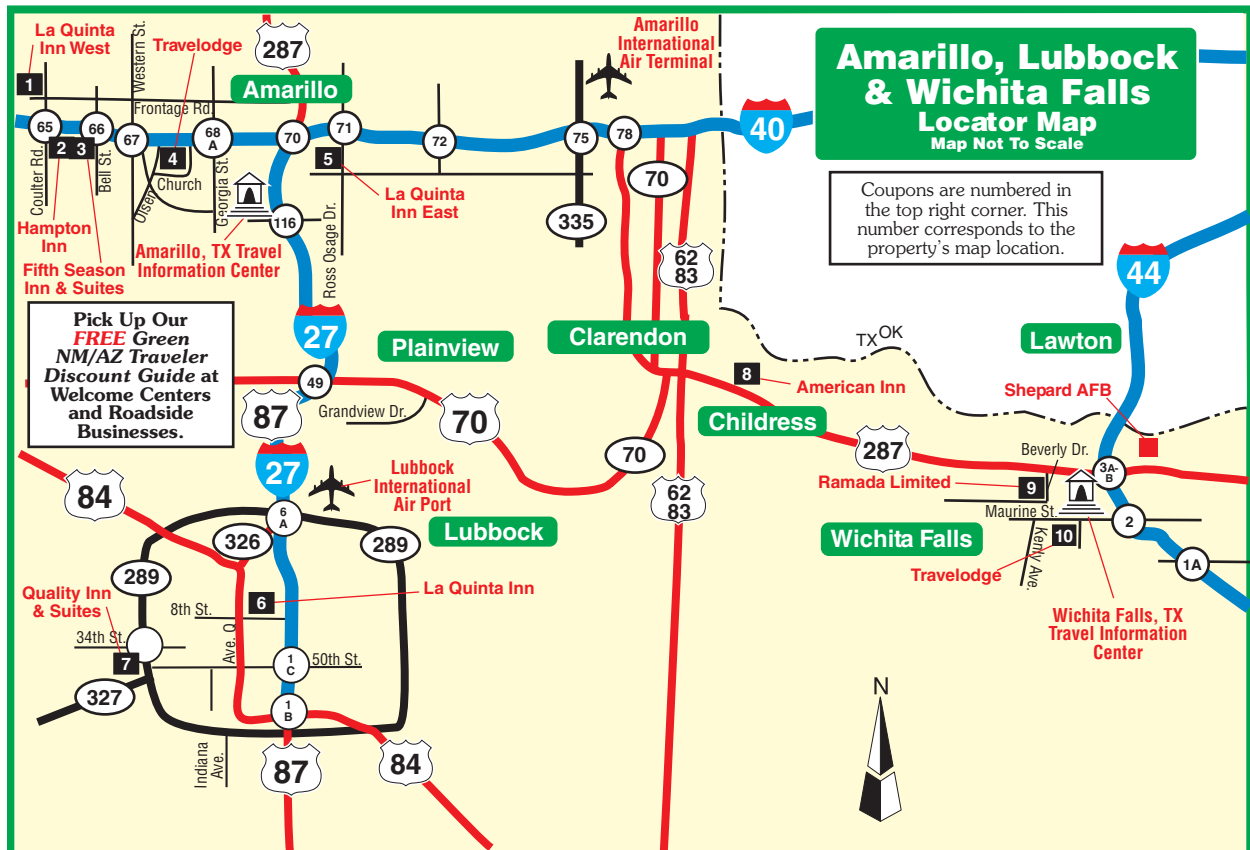 Amarillo, Lubbock
& Wichita Falls
Locator Map
Map Not To Scale
Coupons are numbered in
the top right corner. This
number corresponds to the
property's map location.
La Quinta
Inn West
Travelodge
Western St.
287
Amarillo
Amarillo
International
Air Terminal
1
Frontage Rd.
65
66
67
68
A
70
71
72
75
78
40
2
3
4
5
Coulter Rd.
Bell St.
Olsen
Church
Georgia St.
Ross Osage Dr.
La Quinta
Inn East
70
335
116
Hampton
Inn
Amarillo, TX Travel
Information Center
Fifth Season
Inn & Suites
62
83
44
Pick Up Our
FREE Green
NM/AZ Traveler
Discount Guide at
Welcome Centers
and Roadside
Businesses.
27
Plainview
Clarendon
TX
OK
Lawton
49
8
American Inn
Shepard AFB
87
Grandview Dr.
70
Childress
70
287
Beverly Dr.
27
Lubbock
International
Air Port
84
62
83
Ramada Limited
9
3A-
B
Maurine St.
6
A
326
289
Lubbock
Wichita Falls
10
2
Kenly Ave.
Travelodge
1A
289
Quality Inn
& Suites
6
La Quinta Inn
8th St.
Ave. Q
34th St.
7
50th St.
1
C
327
1
B
Wichita Falls, TX
Travel Information
Center
N
Indiana
Ave.
87
84